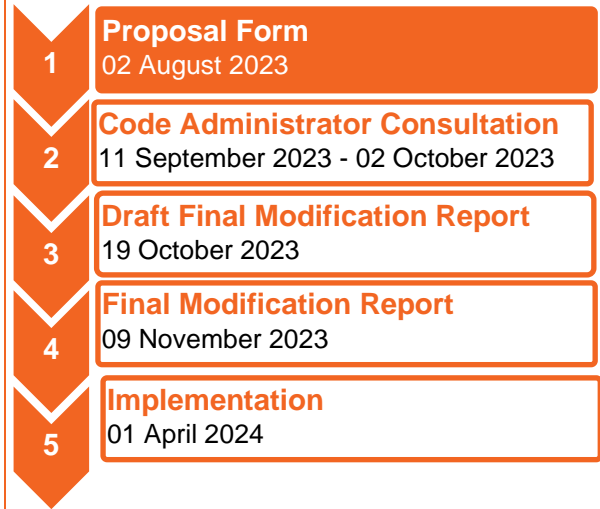 1
Proposal Form
02 August 2023
2
Code Administrator Consultation
11 September 2023 - 02 October 2023
3
Draft Final Modification Report
19 October 2023
4
Final Modification Report
09 November 2023
5
Implementation
01 April 2024